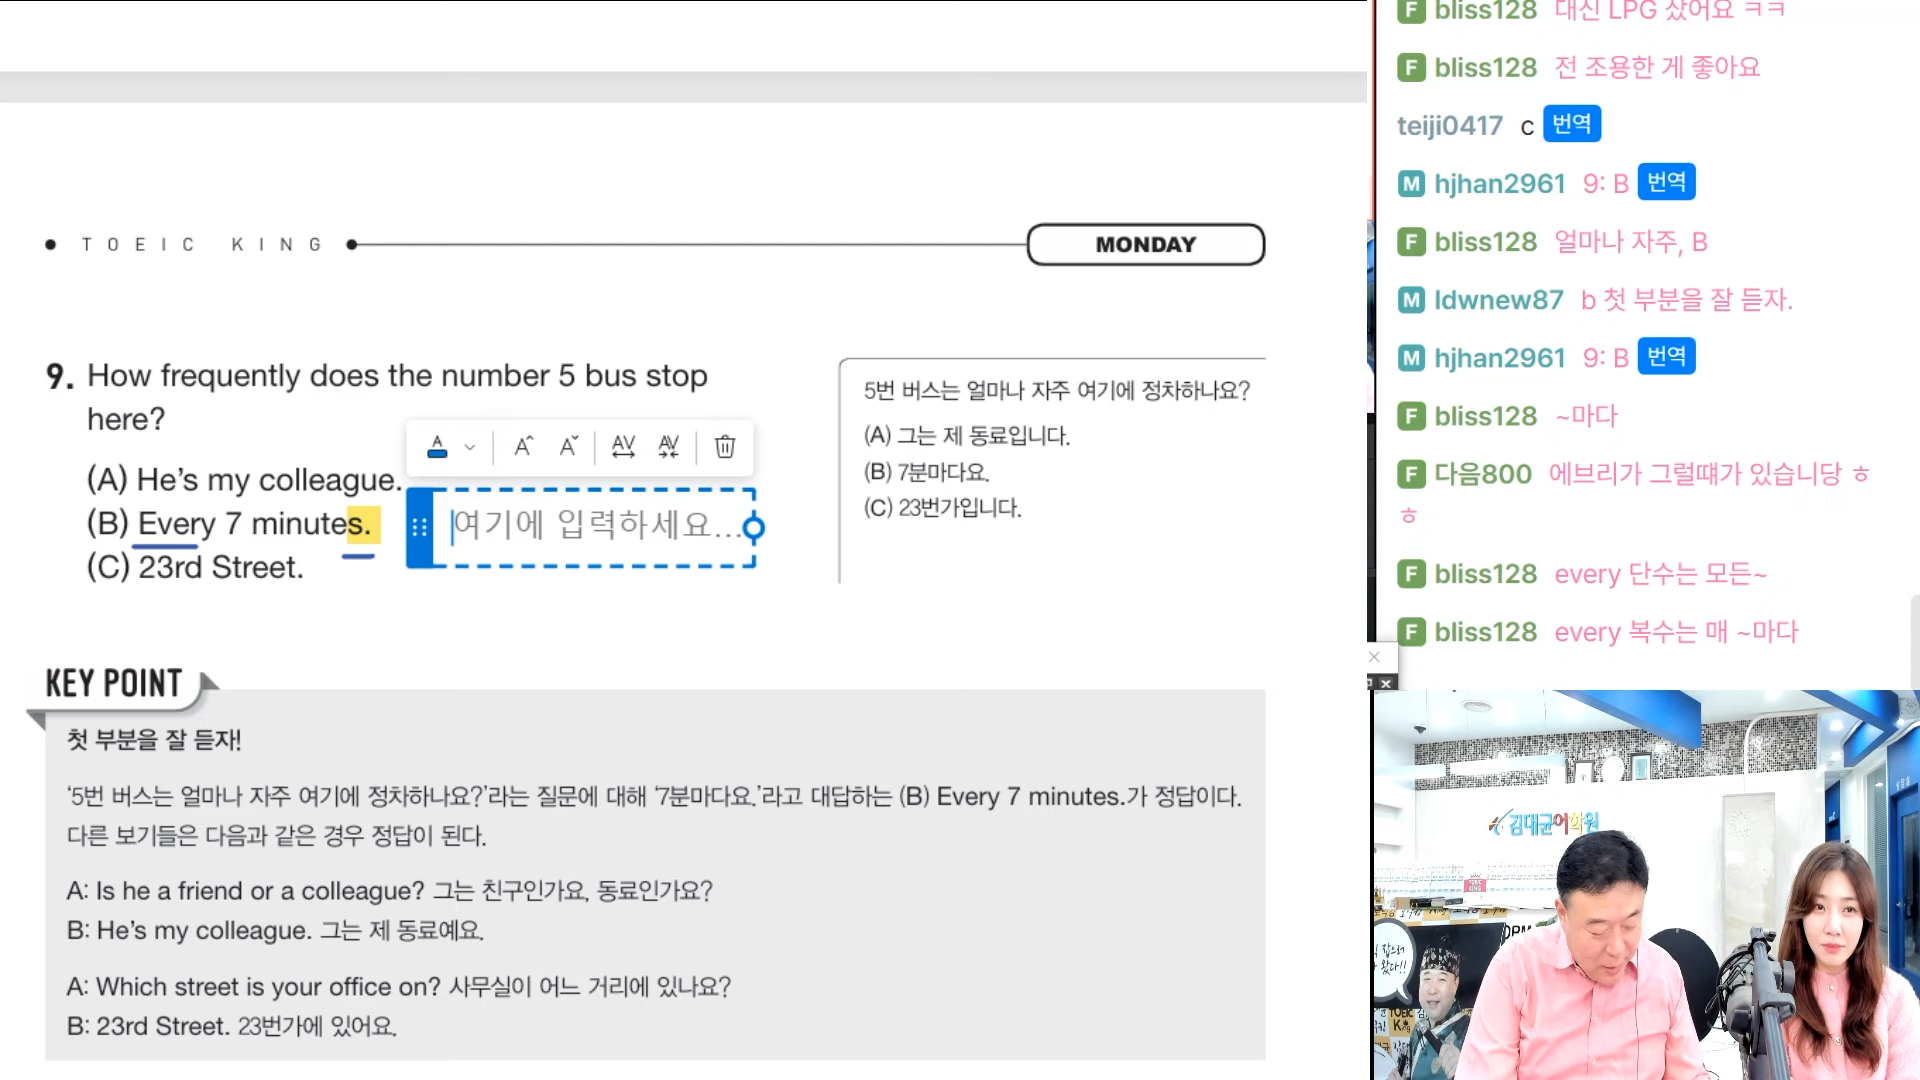 TOEIC KING
MONDAY
9. How frequently does the number 5 bus stop
here?
(A) He's my colleague.
(B) Every 7 minutes.
(C) 23rd Street.
여기에 입력하세요...
5번 버스는 얼마나 자주 여기에 정차하나요?
(A) 그는 제 동료입니다.
(B) 7분마다요.
(C) 23번가입니다.
KEY POINT
첫 부분을 잘 듣자!
'5번 버스는 얼마나 자주 여기에 정차하나요?'라는 질문에 대해 '7분마다요.'라고 대답하는 (B) Every 7 minutes.가 정답이다.
다른 보기들은 다음과 같은 경우 정답이 된다.
A: Is he a friend or a colleague? 그는 친구인가요, 동료인가요?
B: He's my colleague. 그는 제 동료예요.
A: Which street is your office on? 사무실이 어느 거리에 있나요?
B: 23rd Street. 23번가에 있어요.
F bliss128 대신 LPG 샀어요 ㅋㅋ
F bliss128 전 조용한 게 좋아요
teiji0417 c 번역
M hjhan2961 9: B 번역
F bliss128 얼마나 자주, B
M ldwnew87 b 첫 부분을 잘 듣자.
M hjhan2961 9: B 번역
F bliss128 ~마다
F 다음800 에브리가 그럴떄가 있습니당 ㅎ
ㅎ
F bliss128 every 단수는 모든~
F bliss128 every 복수는 매 ~마다
김대균어학원